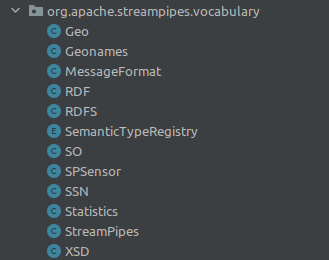 org.apache.streampipes.vocabulary
C Geo
C Geonames
C MessageFormat
C RDF
C RDFS
E SemanticTypeRegistry
C SO
C SPSensor
C SSN
C Statistics
C StreamPipes
C XSD